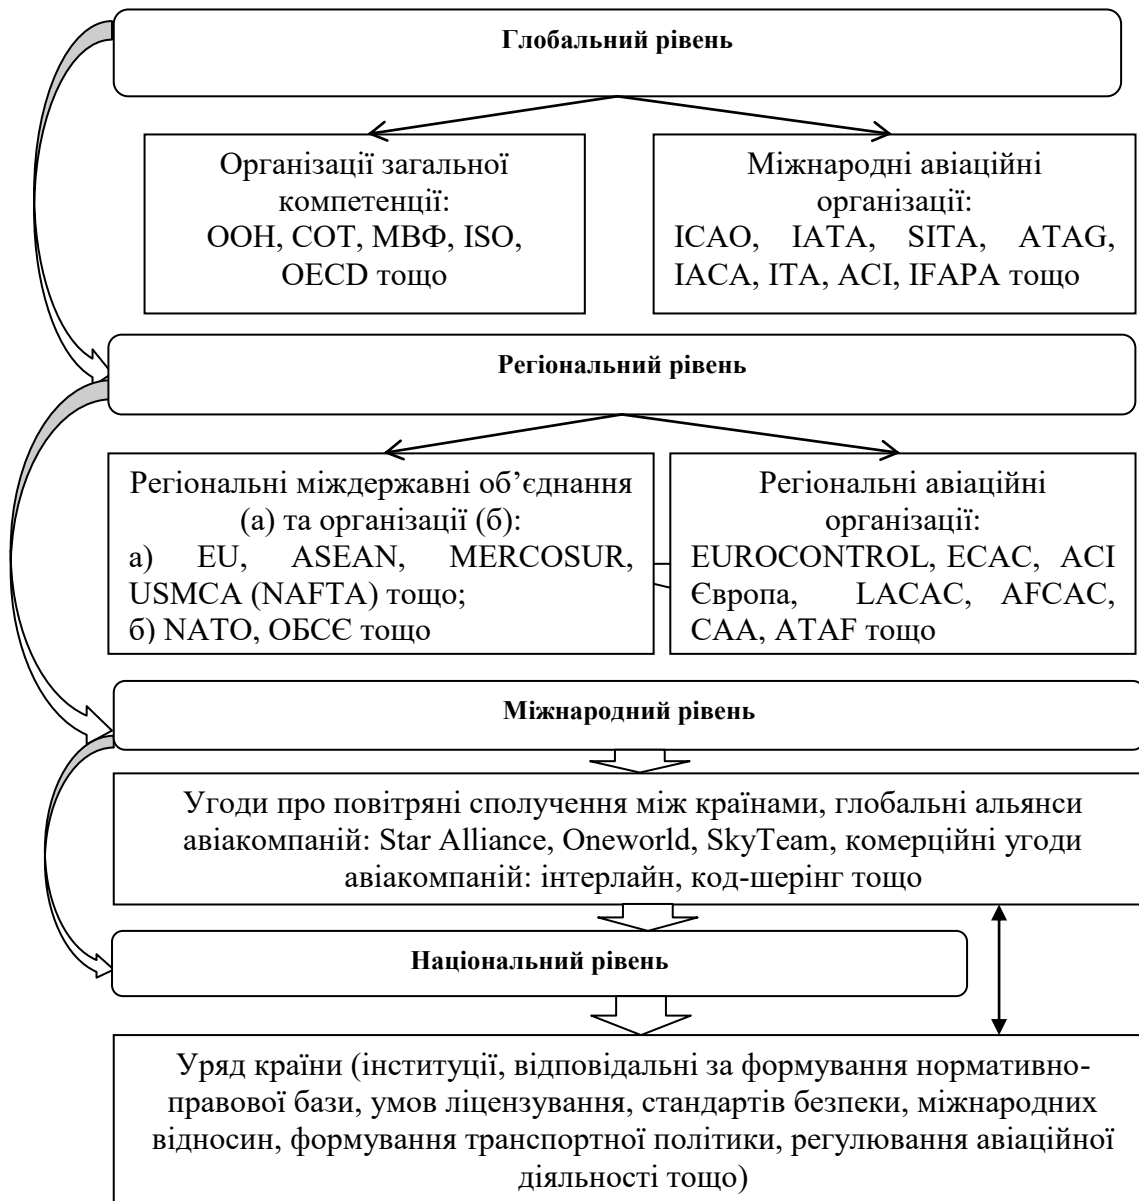 Глобальний рівень
Організації загальної
компетенції:
ООН, СОТ, МВФ, ISO,
OECD тощо
Міжнародні авіаційні
організації:
ICAO, IATA, SITA, ATAG,
IACA, ITA, ACI, IFAPA тощо
Регіональний рівень
Регіональні міждержавні об’єднання
(а) та організації (б):
а) EU, ASEAN, MERCOSUR,
USMCA (NAFTA) тощо;
б) NATO, ОБСЄ тощо
Регіональні авіаційні
організації:
EUROCONTROL, ECAC, ACI
Європа, LACAC, AFCAC,
CAA, ATAF тощо
Міжнародний рівень
Угоди про повітряні сполучення між країнами, глобальні альянси
авіакомпаній: Star Alliance, Oneworld, SkyTeam, комерційні угоди
авіакомпаній: інтерлайн, код-шерінг тощо
Національний рівень
Уряд країни (інституції, відповідальні за формування нормативно-
правової бази, умов ліцензування, стандартів безпеки, міжнародних
відносин, формування транспортної політики, регулювання авіаційної
діяльності тощо)